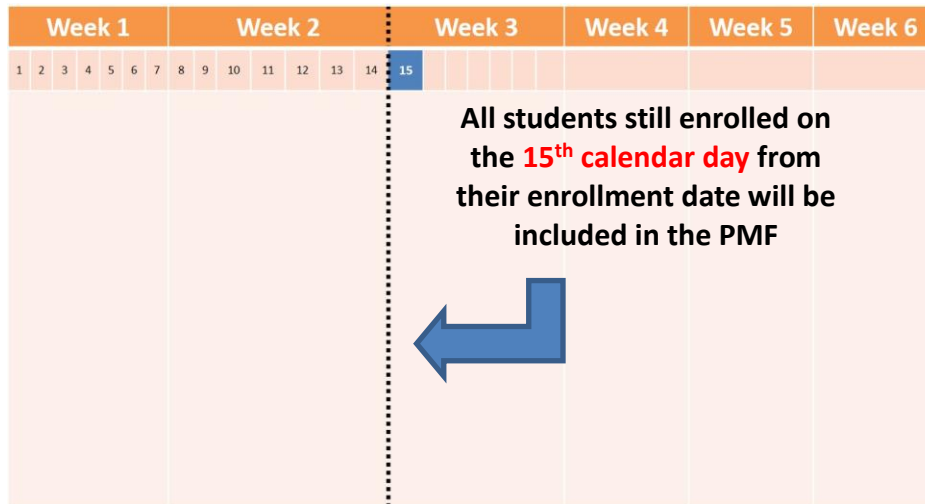 Week 1 Week 2 Week 3 Week 4 Week 5 Week 6
1 2 3 4 5 6 7 8 9 10 11 12 13 14 15
All students still enrolled on
the 15th calendar day from
their enrollment date will be
included in the PMF